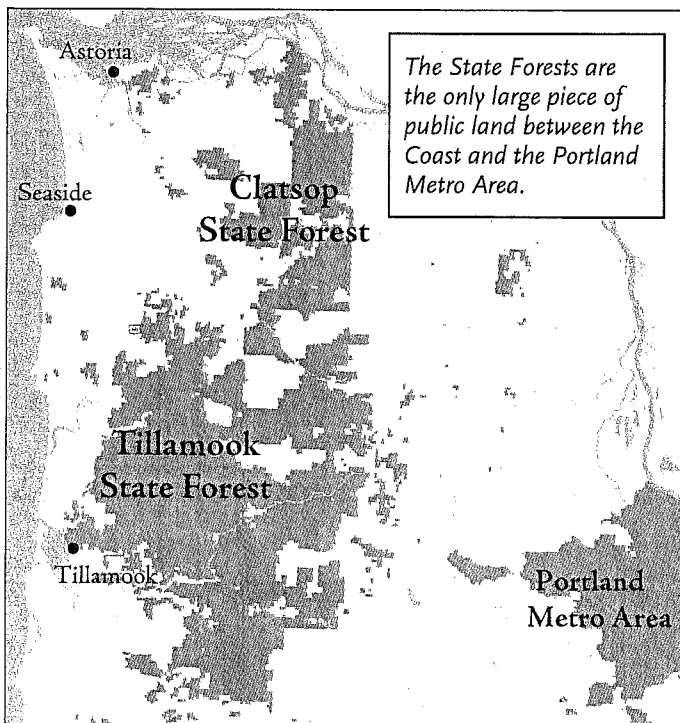 Astoria
The State Forests are
the only large piece of
public land between the
Coast and the Portland
Metro Area.
Seaside
Clatsop
State Forest
Tillamook
State Forest
Tillamook
Portland
Metro Area